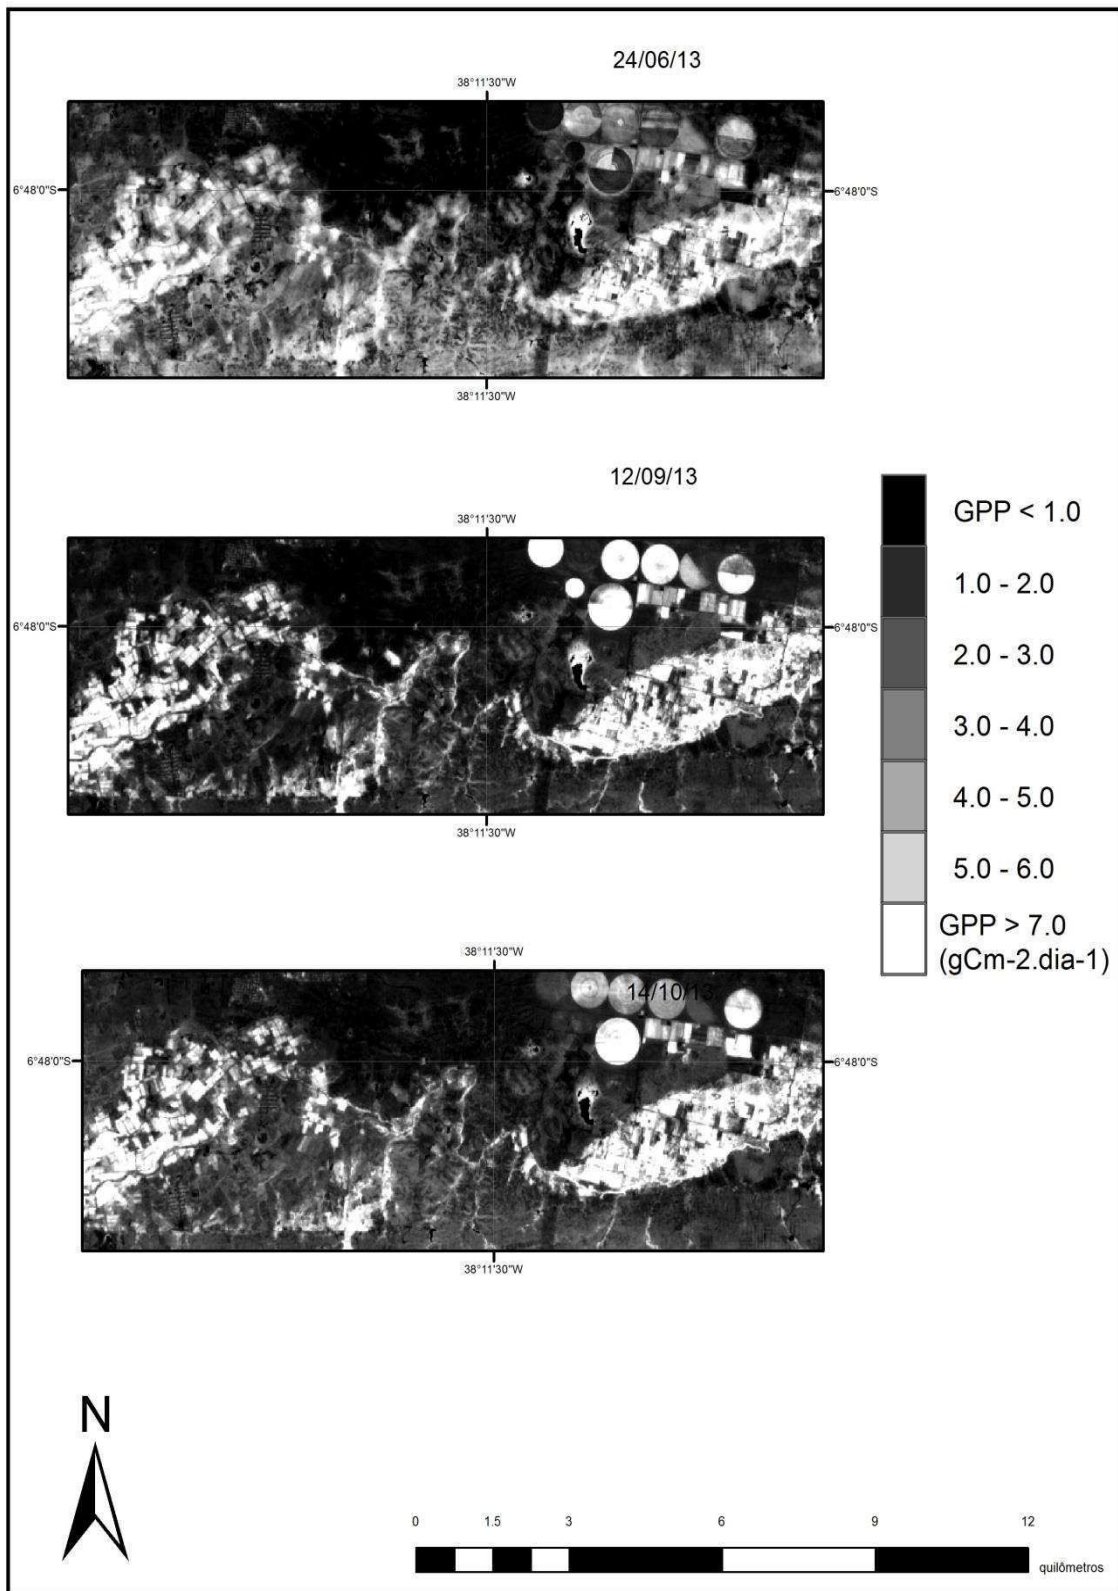 24/06/13
38°11'30"W
6°48'0"S
6°48'0"S
38°11'30"W
12/09/13
38°11'30"W
6°48'0"S
6°48'0"S
38°11'30"W
GPP < 1.0
1.0 - 2.0
2.0 - 3.0
3.0 - 4.0
4.0 - 5.0
5.0 - 6.0
GPP > 7.0
(gCm-2.dia-1)
38°11'30"W
14/10/13
6°48'0"S
6°48'0"S
38°11'30"W
N
0 1.5 3 6 9 12
quilômetros